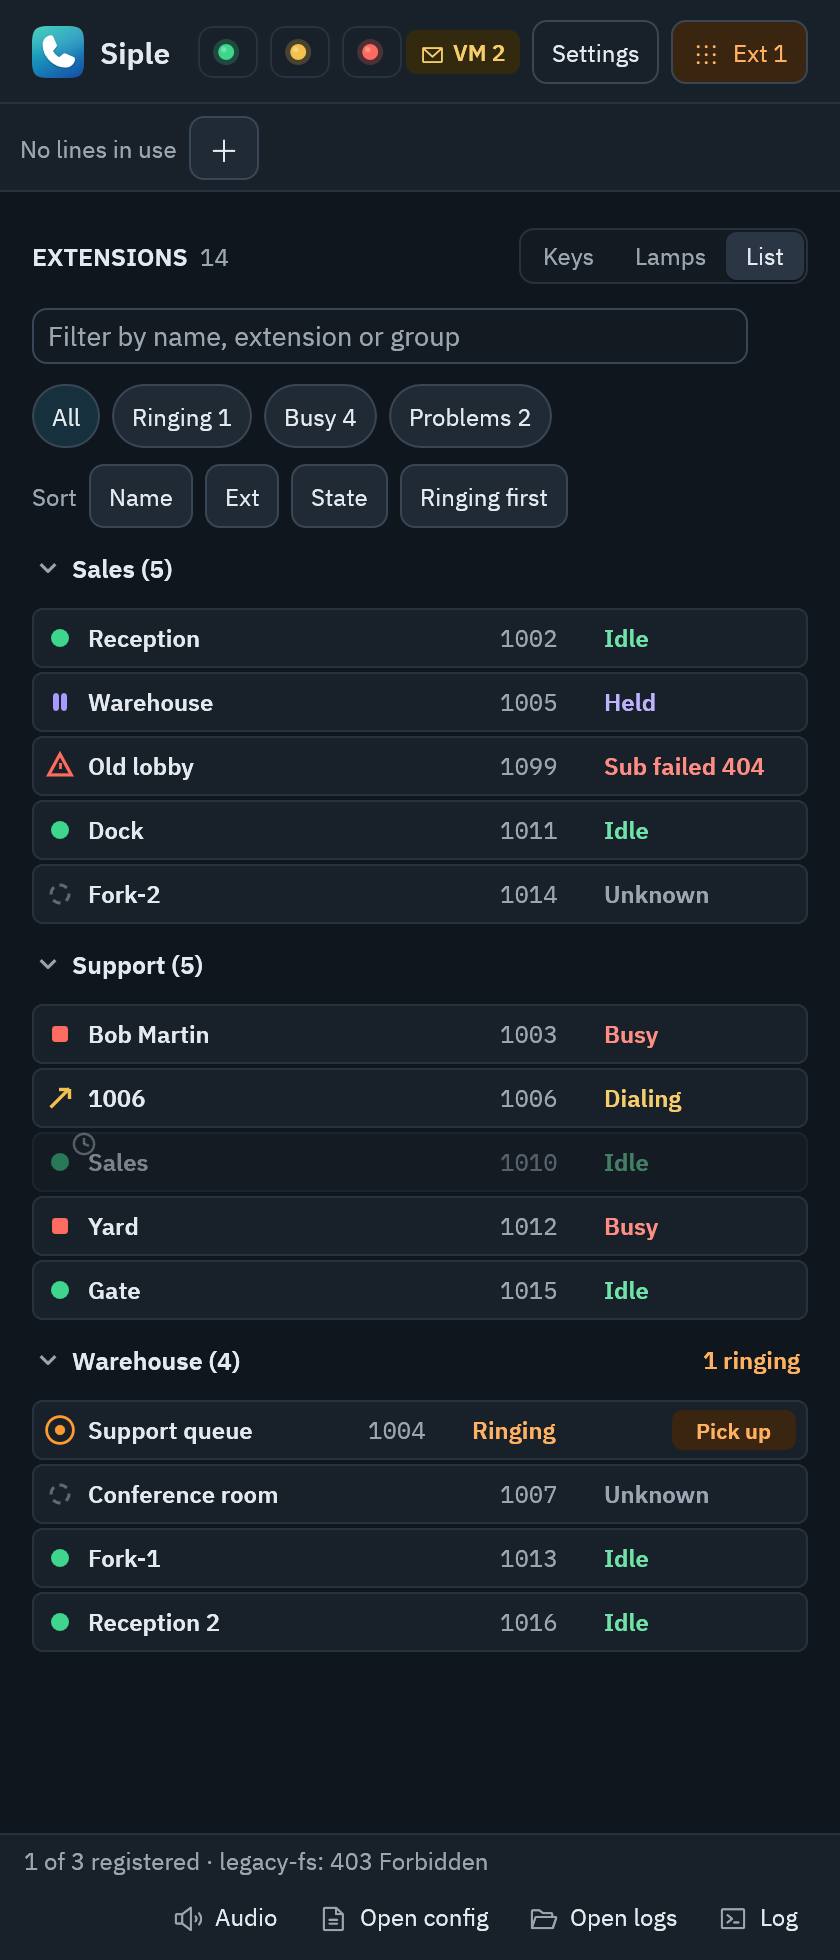 Siple VM 2 Settings Ext 1
No lines in use
EXTENSIONS 14 Keys Lamps List
Filter by name, extension or group
All Ringing 1 Busy 4 Problems 2
Sort Name Ext State Ringing first
Sales (5)
Reception 1002 Idle
Warehouse 1005 Held
Old lobby 1099 Sub failed 404
Dock 1011 Idle
Fork-2 1014 Unknown
Support (5)
Bob Martin 1003 Busy
1006 1006 Dialing
Sales 1010 Idle
Yard 1012 Busy
Gate 1015 Idle
Warehouse (4) 1 ringing
Support queue 1004 Ringing Pick up
Conference room 1007 Unknown
Fork-1 1013 Idle
Reception 2 1016 Idle
1 of 3 registered · legacy-fs: 403 Forbidden
Audio Open config Open logs Log